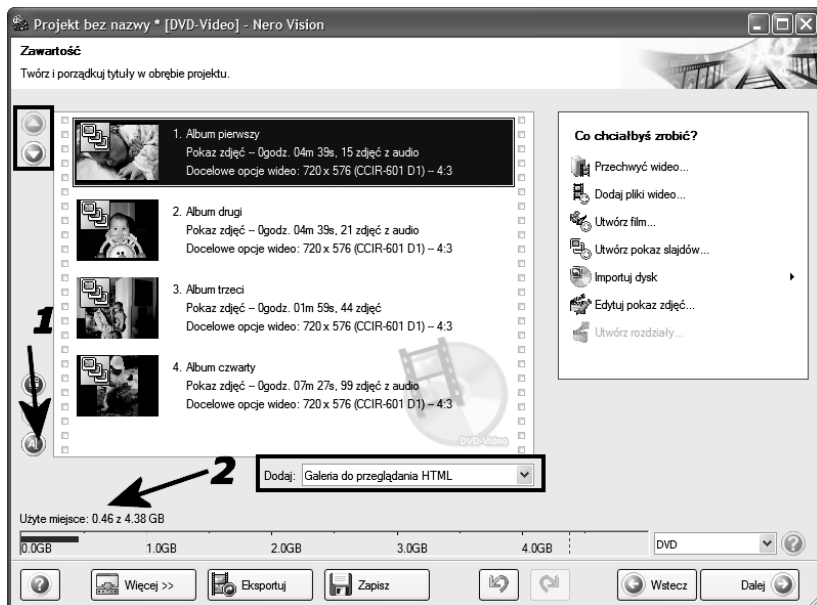 Projekt bez nazwy * [DVD-Video] - Nero Vision
Zawartość
Twórz i porządkuj tytuły w obrębie projektu.
1. Album pierwszy
Pokaz zdjęć -- 0godz. 04m 39s, 15 zdjęć z audio
Docelowe opcje wideo: 720 x 576 (CCIR-601 D1) -- 4:3
2. Album drugi
Pokaz zdjęć -- 0godz. 04m 39s, 21 zdjęć z audio
Docelowe opcje wideo: 720 x 576 (CCIR-601 D1) -- 4:3
3. Album trzeci
Pokaz zdjęć -- 0godz. 01m 59s, 44 zdjęć
Docelowe opcje wideo: 720 x 576 (CCIR-601 D1) -- 4:3
4. Album czwarty
Pokaz zdjęć -- 0godz. 07m 27s, 99 zdjęć z audio
Docelowe opcje wideo: 720 x 576 (CCIR-601 D1) -- 4:3
DVD-Video
Co chciałbyś zrobić?
Przechwyć wideo...
Dodaj pliki wideo...
Utwórz film...
Utwórz pokaz slajdów...
Importuj dysk
Edytuj pokaz zdjęć...
Utwórz rozdziały...
1
A
2
Dodaj: Galeria do przeglądania HTML
Użyte miejsce: 0.46 z 4.38 GB
0.0GB 1.0GB 2.0GB 3.0GB 4.0GB DVD
Więcej >> Eksportuj Zapisz Wstecz Dalej